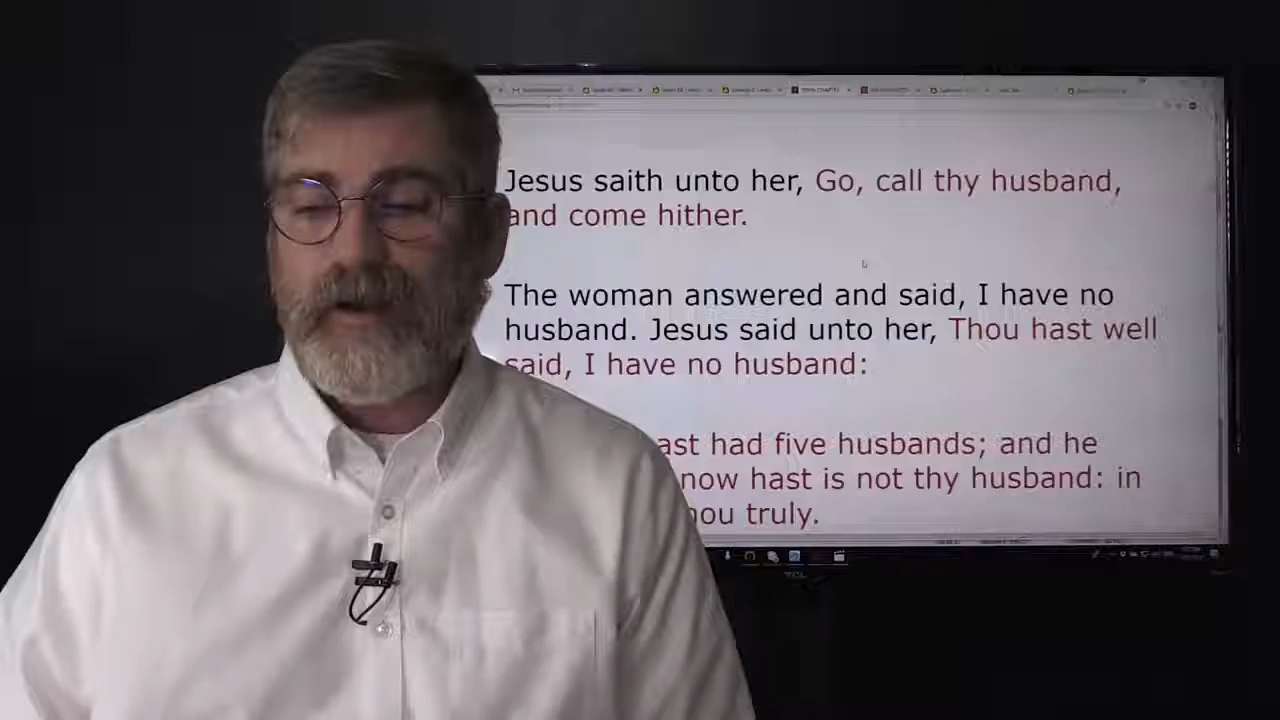 Jesus saith unto her, Go, call thy husband,
and come hither.
The woman answered and said, I have no
husband. Jesus said unto her, Thou hast well
said, I have no husband:
ast had five husbands; and he
now hast is not thy husband: in
hou truly.
TCL